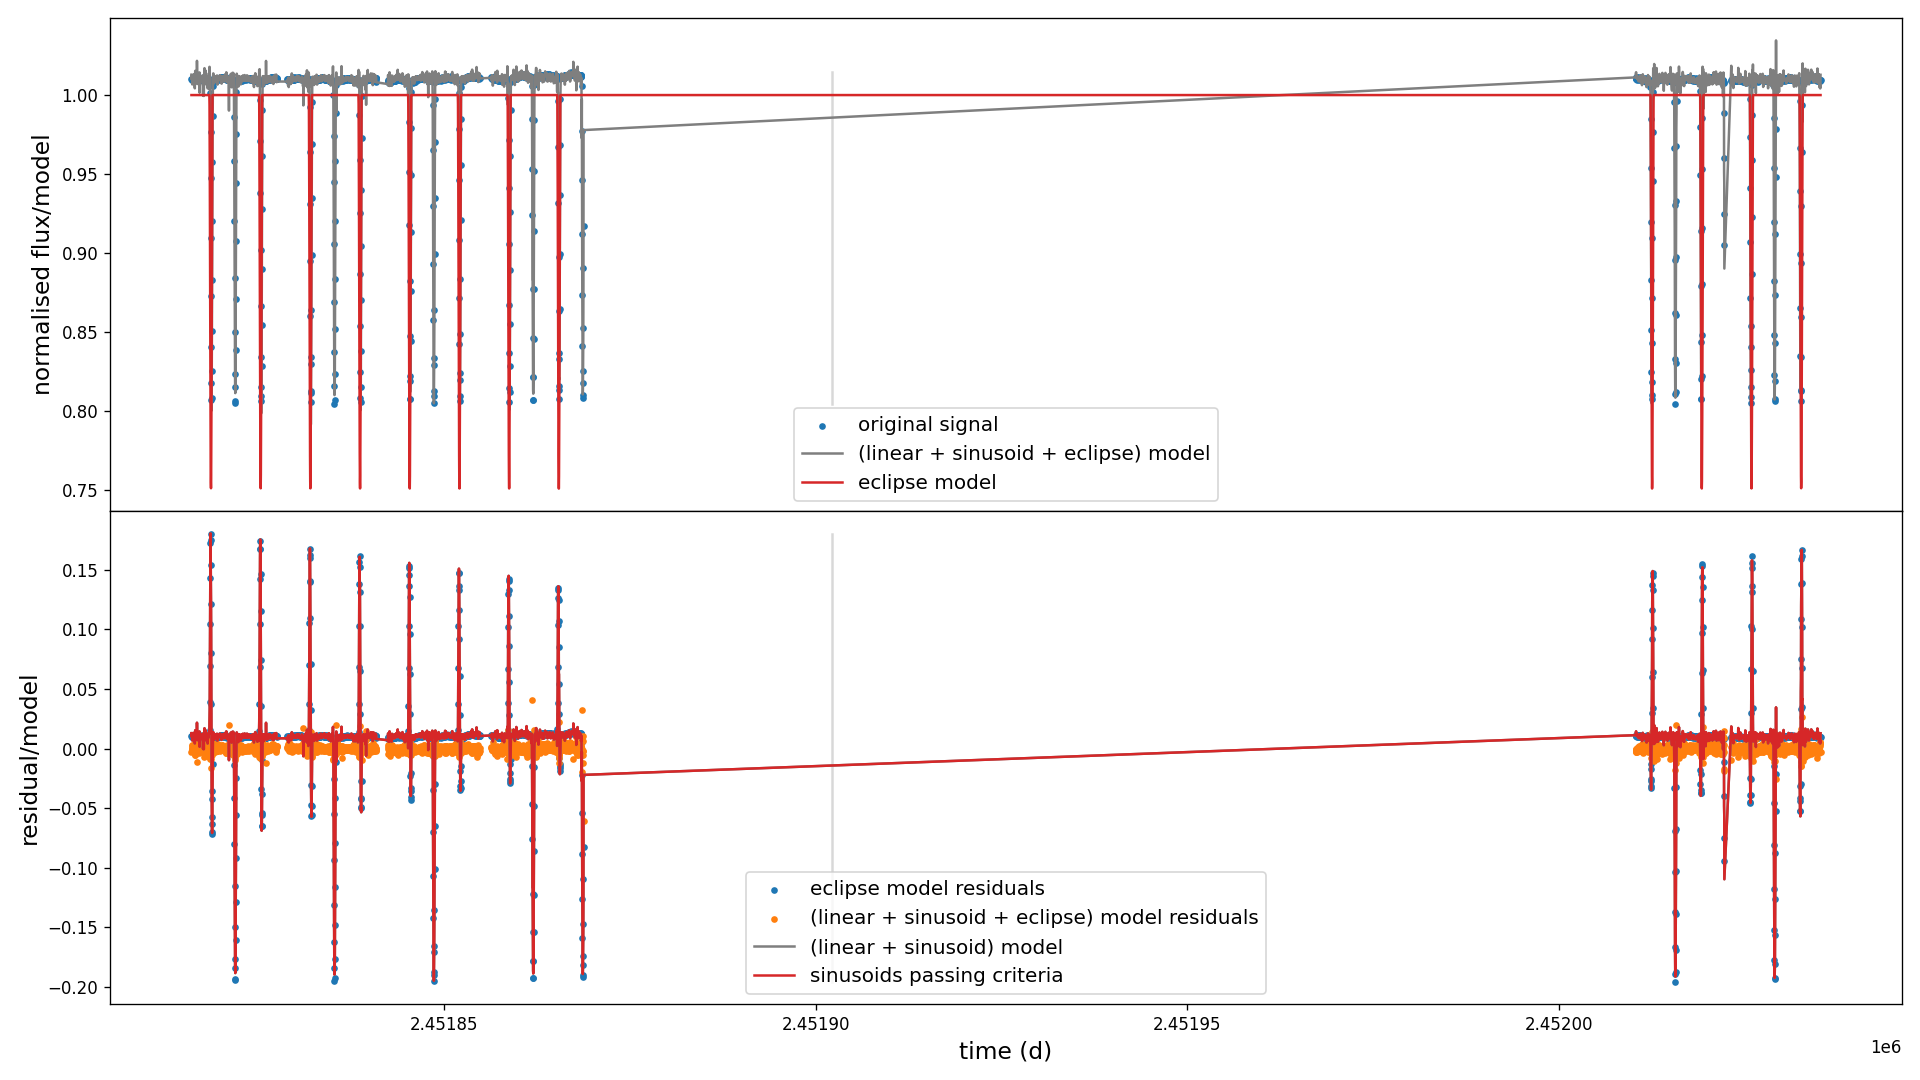 1.00
0.95
0.90
0.85
0.80
0.75
normalised flux/model
original signal
(linear + sinusoid + eclipse) model
eclipse model
0.15
0.10
0.05
0.00
−0.05
−0.10
−0.15
−0.20
residual/model
eclipse model residuals
(linear + sinusoid + eclipse) model residuals
(linear + sinusoid) model
sinusoids passing criteria
2.45185 2.45190 2.45195 2.45200
1e6
time (d)